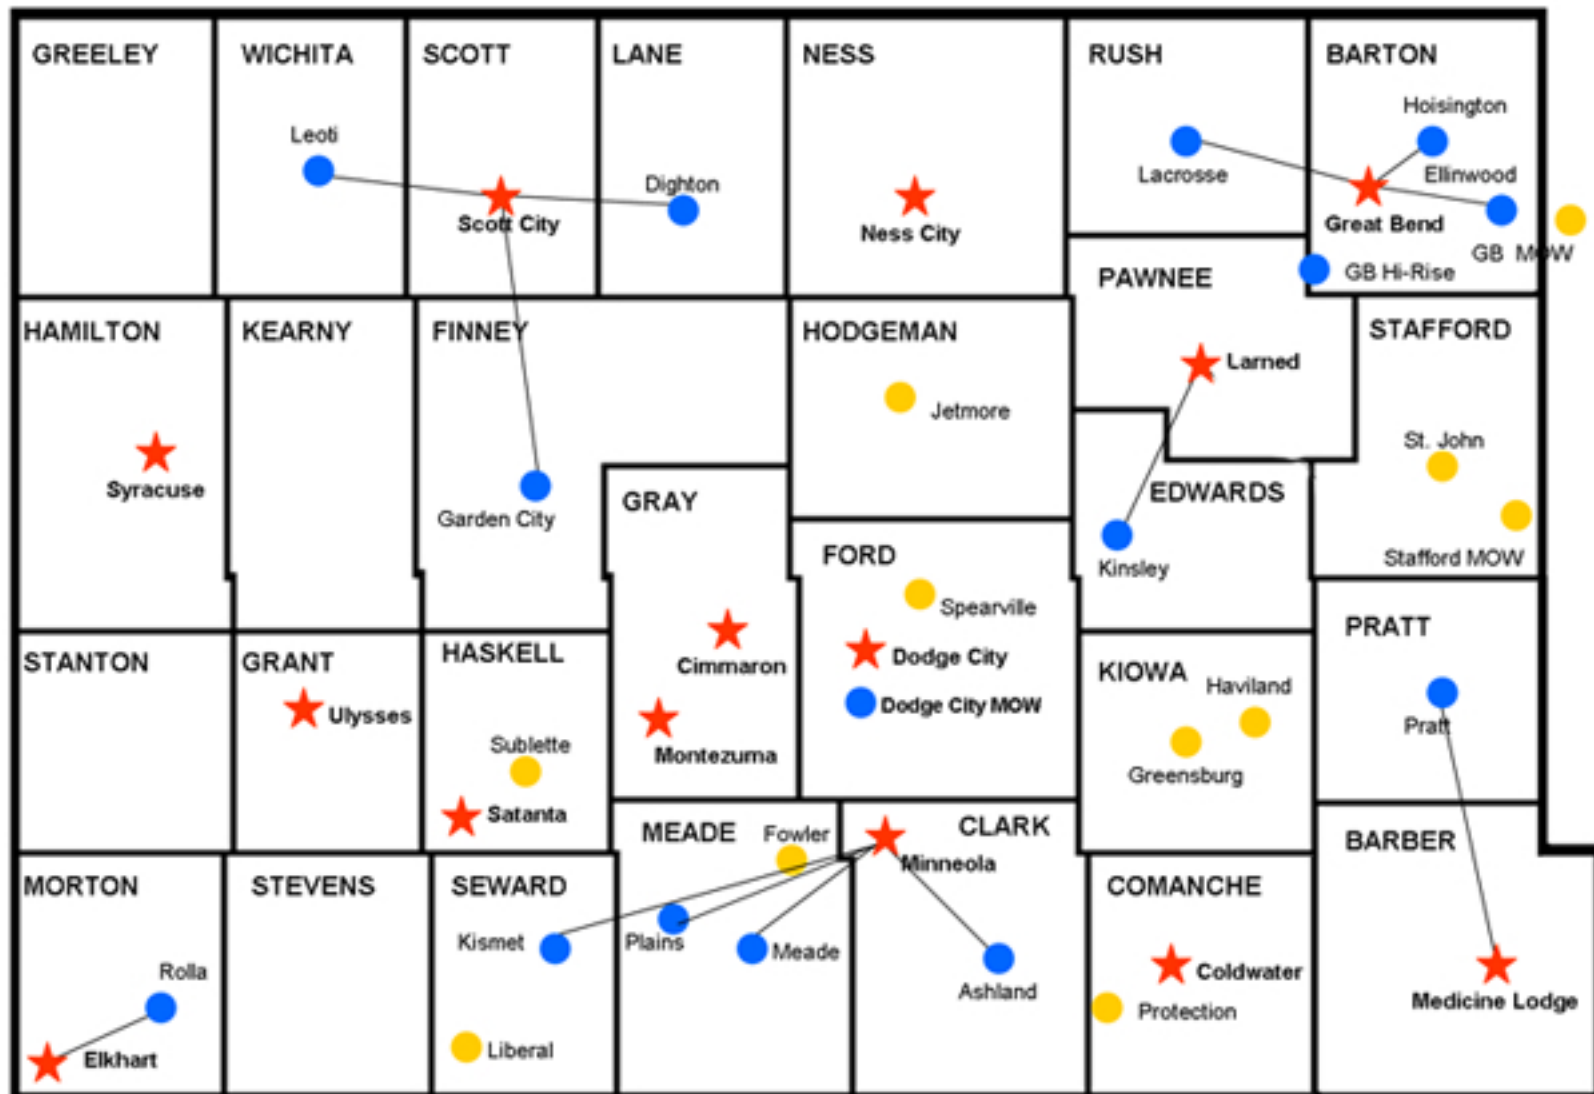 GREELEY
WICHITA
SCOTT
LANE
NESS
RUSH
BARTON
Hoisington
Leoti
Lacrosse
Ellinwood
Dighton
Scott City
Ness City
Great Bend
GB MOW
GB Hi-Rise
PAWNEE
HAMILTON
KEARNY
FINNEY
HODGEMAN
STAFFORD
Larned
Jetmore
St. John
Syracuse
EDWARDS
GRAY
Garden City
FORD
Stafford MOW
Kinsley
Spearville
PRATT
Dodge City
HASKELL
STANTON
GRANT
Cimmaron
KIOWA
Haviland
Dodge City MOW
Ulysses
Pratt
Sublette
Montezuma
Greensburg
Satanta
MEADE
Fowler
CLARK
BARBER
Minneola
MORTON
STEVENS
SEWARD
COMANCHE
Kismet
Plains
Meade
Rolla
Coldwater
Ashland
Medicine Lodge
Protection
Liberal
Elkhart